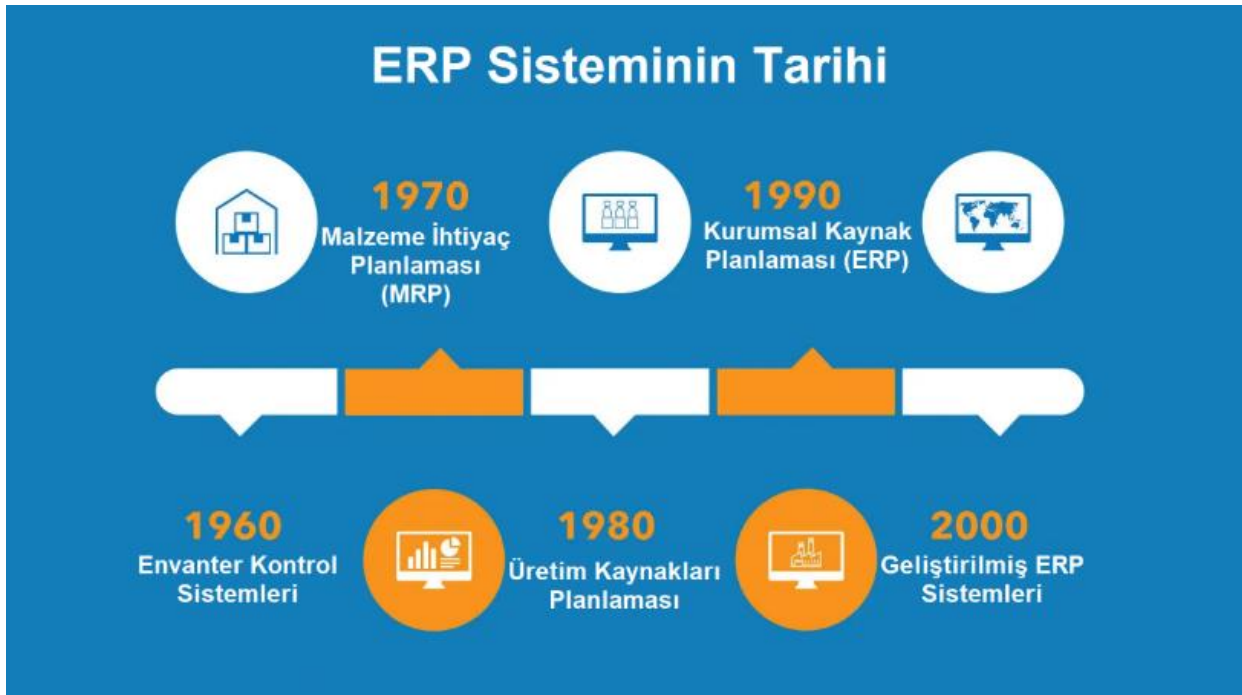 ERP Sisteminin Tarihi
1970
Malzeme İhtiyaç
Planlaması
(MRP)
1990
Kurumsal Kaynak
Planlaması (ERP)
1960
Envanter Kontrol
Sistemleri
1980
Üretim Kaynakları
Planlaması
2000
Geliştirilmiş ERP
Sistemleri